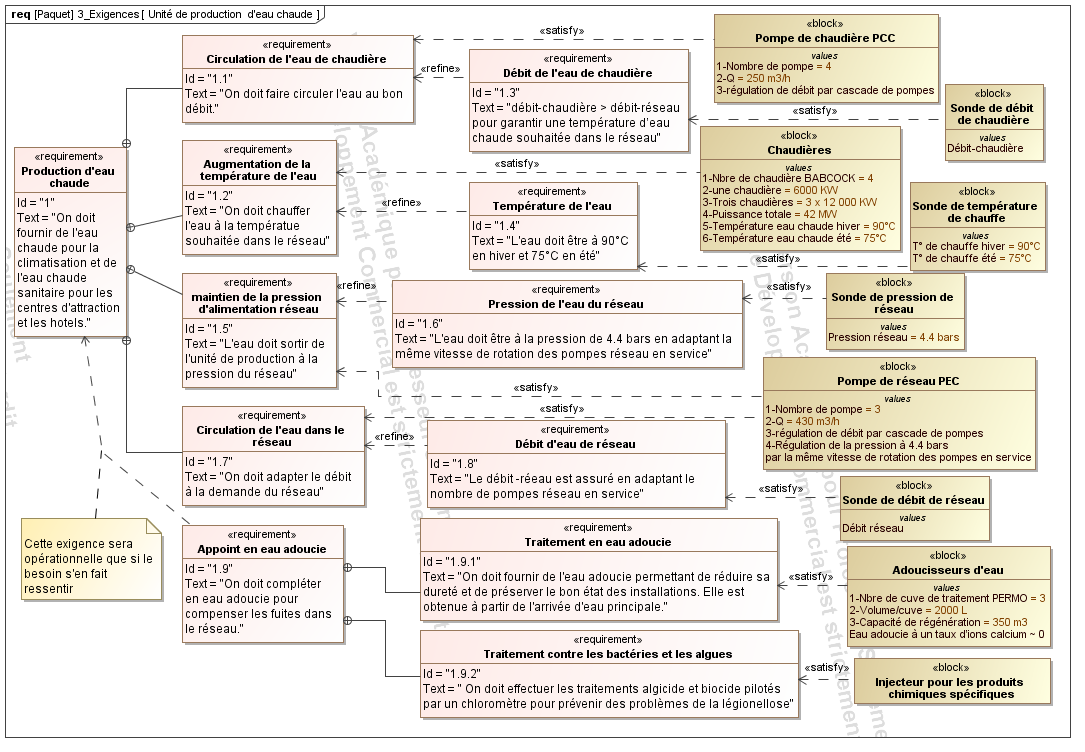 req [Paquet] 3_Exigences[ Unité de production d'eau chaude ]
«requirement»
Production d'eau
chaude
Id = "1"
Text = "On doit
fournir de l'eau
chaude pour la
climatisation et de
l'eau chaude
sanitaire pour les
centres d'attraction
et les hotels."
«requirement»
Circulation de l'eau de chaudière
Id = "1.1"
Text = "On doit faire circuler l'eau au bon
débit."
«satisfy»
«refine»
«requirement»
Débit de l'eau de chaudière
Id = "1.3"
Text = "débit-chaudière > débit-réseau
pour garantir une température d'eau
chaude souhaitée dans le réseau"
«block»
Pompe de chaudière PCC
values
1-Nombre de pompe = 4
2-Q = 250 m3/h
3-régulation de débit par cascade de pompes
«satisfy»
«block»
Sonde de débit
de chaudière
values
Débit-chaudière
«requirement»
Augmentation de la
température de l'eau
Id = "1.2"
Text = "On doit chauffer
l'eau à la températue
souhaitée dans le réseau"
«satisfy»
«refine»
«requirement»
Température de l'eau
Id = "1.4"
Text = "L'eau doit être à 90°C
en hiver et 75°C en été"
«block»
Chaudières
values
1-Nbre de chaudière BABCOCK = 4
2-une chaudière = 6000 KW
3-Trois chaudières = 3 x 12 000 KW
4-Puissance totale = 42 MW
5-Température eau chaude hiver = 90°C
6-Température eau chaude été = 75°C
«satisfy»
«block»
Sonde de température
de chauffe
values
T° de chauffe hiver = 90°C
T° de chauffe été = 75°C
«requirement»
maintien de la pression
d'alimentation réseau
Id = "1.5"
Text = "L'eau doit sortir de
l'unité de production à la
pression du réseau"
«refine»
«requirement»
Pression de l'eau du réseau
Id = "1.6"
Text = "L'eau doit être à la pression de 4.4 bars en adaptant la
même vitesse de rotation des pompes réseau en service"
«satisfy»
«block»
Sonde de pression de
réseau
values
Pression réseau = 4.4 bars
«satisfy»
«satisfy»
«block»
Pompe de réseau PEC
values
1-Nombre de pompe = 3
2-Q = 430 m3/h
3-régulation de débit par cascade de pompes
4-Régulation de la pression à 4.4 bars
par la même vitesse de rotation des pompes en service
«requirement»
Circulation de l'eau dans le
réseau
Id = "1.7"
Text = "On doit adapter le débit
à la demande du réseau"
«refine»
«requirement»
Débit d'eau de réseau
Id = "1.8"
Text = "Le débit -réeau est assuré en adaptant le
nombre de pompes réseau en service"
«satisfy»
«block»
Sonde de débit de réseau
values
Débit réseau
Cette exigence sera
opérationnelle que si le
besoin s'en fait
ressentir
«requirement»
Appoint en eau adoucie
Id = "1.9"
Text = "On doit compléter
en eau adoucie pour
compenser les fuites dans
le réseau."
«requirement»
Traitement en eau adoucie
Id = "1.9.1"
Text = "On doit fournir de l'eau adoucie permettant de réduire sa
dureté et de préserver le bon état des installations. Elle est
obtenue à partir de l'arrivée d'eau principale."
«satisfy»
«block»
Adoucisseurs d'eau
values
1-Nbre de cuve de traitement PERMO = 3
2-Volume/cuve = 2000 L
3-Capacité de régénération = 350 m3
Eau adoucie à un taux d'ions calcium ~ 0
«requirement»
Traitement contre les bactéries et les algues
Id = "1.9.2"
Text = " On doit effectuer les traitements algicide et biocide pilotés
par un chloromètre pour prévenir des problèmes de la légionellose"
«satisfy»
«block»
Injecteur pour les produits
chimiques spécifiques